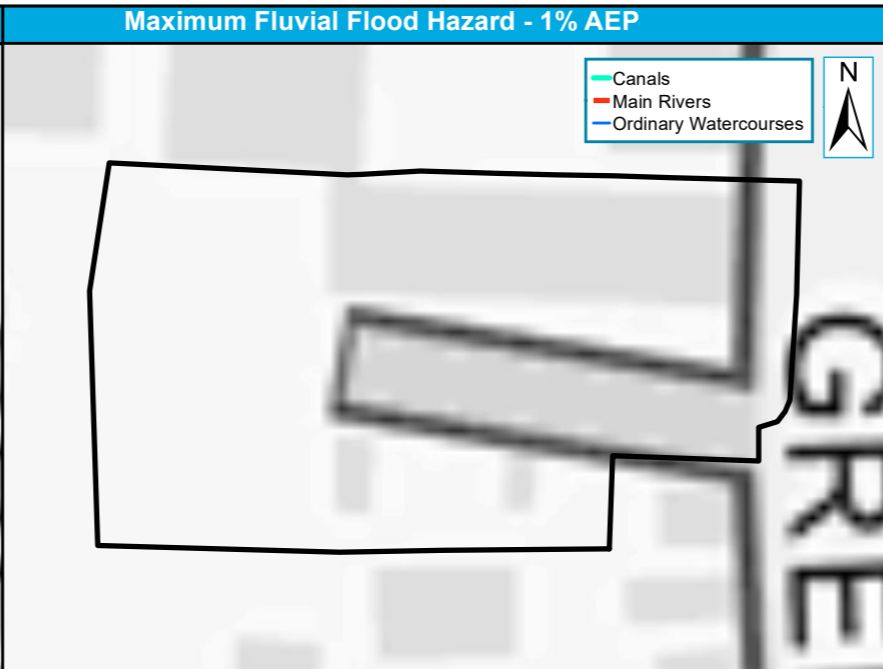 Maximum Fluvial Flood Hazard - 1% AEP
Canals
Main Rivers
Ordinary Watercourses
N
GRE